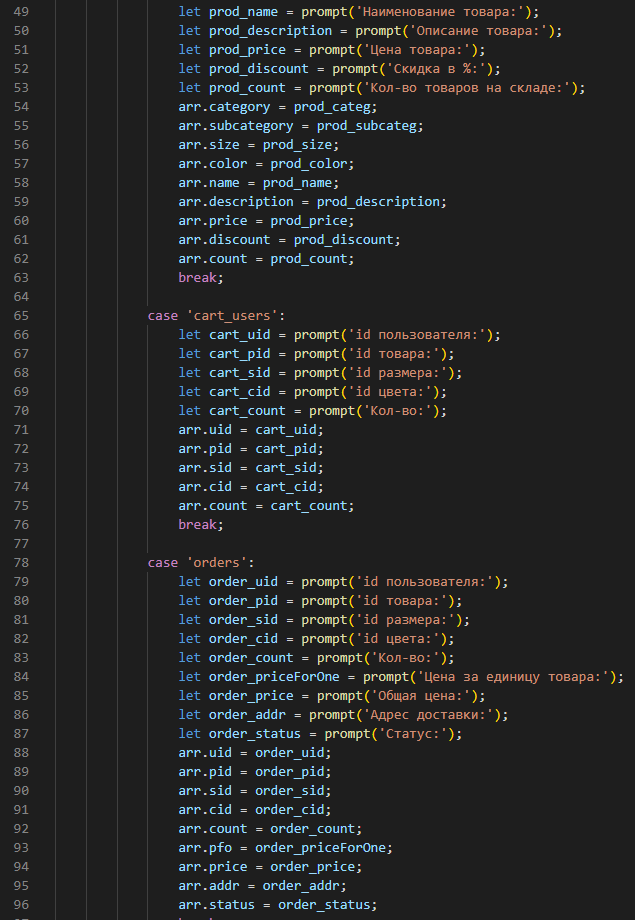 49 let prod_name = prompt('Наименование товара:');
50 let prod_description = prompt('Описание товара:');
51 let prod_price = prompt('Цена товара:');
52 let prod_discount = prompt('Скидка в %:');
53 let prod_count = prompt('Кол-во товаров на складе:');
54 arr.category = prod_categ;
55 arr.subcategory = prod_subcateg;
56 arr.size = prod_size;
57 arr.color = prod_color;
58 arr.name = prod_name;
59 arr.description = prod_description;
60 arr.price = prod_price;
61 arr.discount = prod_discount;
62 arr.count = prod_count;
63 break;
64
65 case 'cart_users':
66 let cart_uid = prompt('id пользователя:');
67 let cart_pid = prompt('id товара:');
68 let cart_sid = prompt('id размера:');
69 let cart_cid = prompt('id цвета:');
70 let cart_count = prompt('Кол-во:');
71 arr.uid = cart_uid;
72 arr.pid = cart_pid;
73 arr.sid = cart_sid;
74 arr.cid = cart_cid;
75 arr.count = cart_count;
76 break;
77
78 case 'orders':
79 let order_uid = prompt('id пользователя:');
80 let order_pid = prompt('id товара:');
81 let order_sid = prompt('id размера:');
82 let order_cid = prompt('id цвета:');
83 let order_count = prompt('Кол-во:');
84 let order_priceForOne = prompt('Цена за единицу товара:');
85 let order_price = prompt('Общая цена:');
86 let order_addr = prompt('Адрес доставки:');
87 let order_status = prompt('Статус:');
88 arr.uid = order_uid;
89 arr.pid = order_pid;
90 arr.sid = order_sid;
91 arr.cid = order_cid;
92 arr.count = order_count;
93 arr.pfo = order_priceForOne;
94 arr.price = order_price;
95 arr.addr = order_addr;
96 arr.status = order_status;